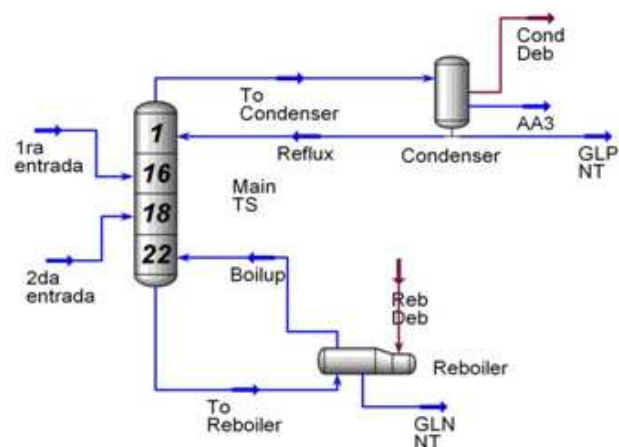 Cond
Deb
To
Condenser
AA3
1
1ra
entrada
Reflux
Condenser
GLP
NT
16
Main
TS
18
22
2da
entrada
Boilup
Reb
Deb
Reboiler
To
Reboiler
GLN
NT